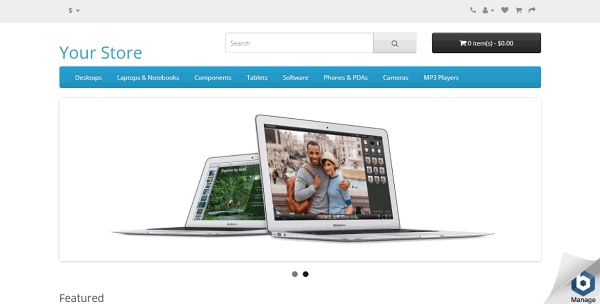 $
Your Store
Search
0 item(s) - $0.00
Desktops Laptops & Notebooks Components Tablets Software Phones & PDAs Cameras MP3 Players
Featured
Manage